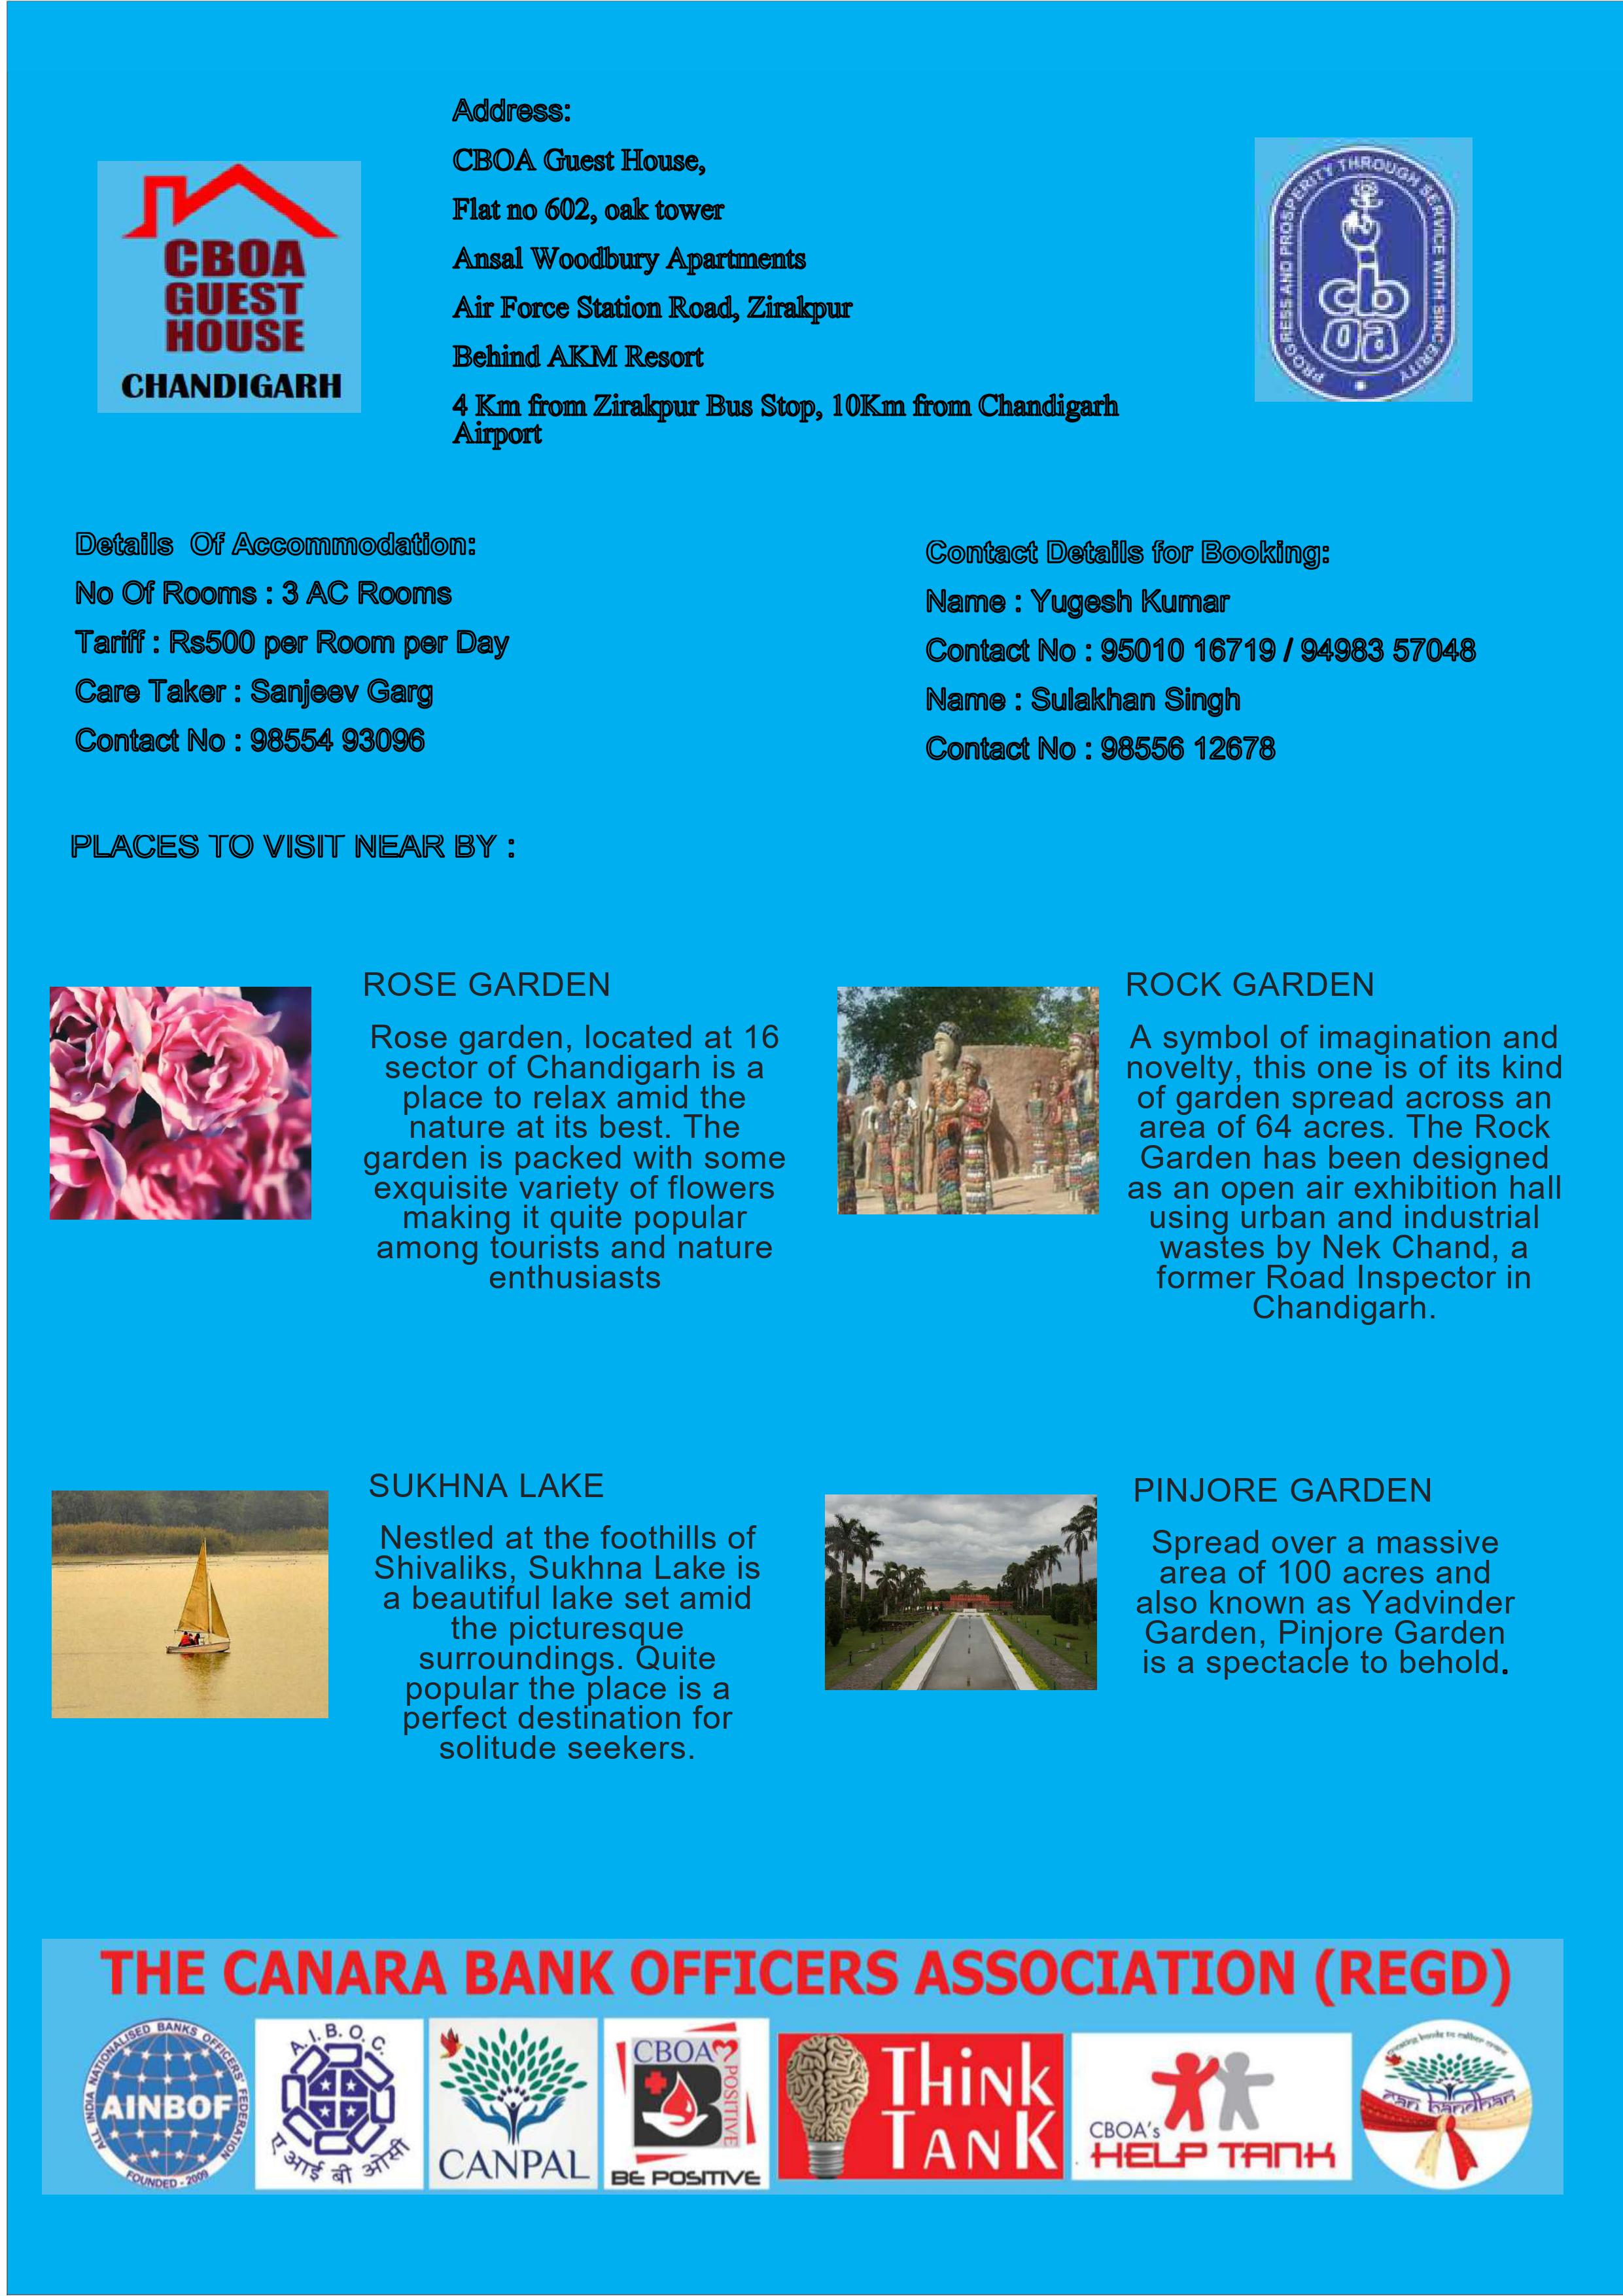 CBOA
GUEST
HOUSE
CHANDIGARH
Address:
CBOA Guest House,
Flat no 602, oak tower
Ansal Woodbury Apartments
Air Force Station Road, Zirakpur
Behind AKM Resort
4 Km from Zirakpur Bus Stop, 10Km from Chandigarh
Airport
PROGRESS AND PROSPERITY THROUGH SERVICE WITH SINCERITY
cb
oa
Details Of Accommodation:
No Of Rooms : 3 AC Rooms
Tariff : Rs500 per Room per Day
Care Taker : Sanjeev Garg
Contact No : 98554 93096
Contact Details for Booking:
Name : Yugesh Kumar
Contact No : 95010 16719 / 94983 57048
Name : Sulakhan Singh
Contact No : 98556 12678
PLACES TO VISIT NEAR BY :
ROSE GARDEN
Rose garden, located at 16
sector of Chandigarh is a
place to relax amid the
nature at its best. The
garden is packed with some
exquisite variety of flowers
making it quite popular
among tourists and nature
enthusiasts
ROCK GARDEN
A symbol of imagination and
novelty, this one is of its kind
of garden spread across an
area of 64 acres. The Rock
Garden has been designed
as an open air exhibition hall
using urban and industrial
wastes by Nek Chand, a
former Road Inspector in
Chandigarh.
SUKHNA LAKE
Nestled at the foothills of
Shivaliks, Sukhna Lake is
a beautiful lake set amid
the picturesque
surroundings. Quite
popular the place is a
perfect destination for
solitude seekers.
PINJORE GARDEN
Spread over a massive
area of 100 acres and
also known as Yadvinder
Garden, Pinjore Garden
is a spectacle to behold.
THE CANARA BANK OFFICERS ASSOCIATION (REGD)
ALL INDIA NATIONALISED BANKS OFFICERS' FEDERATION
AINBOF
FOUNDED - 2009
A.I.B.O.C.
ए आई बी ओसी
CANPAL
CBOA
POSITIVE
B
BE POSITIVE
THINK
TANK
CBOA's
HELP TANK
can bandhan